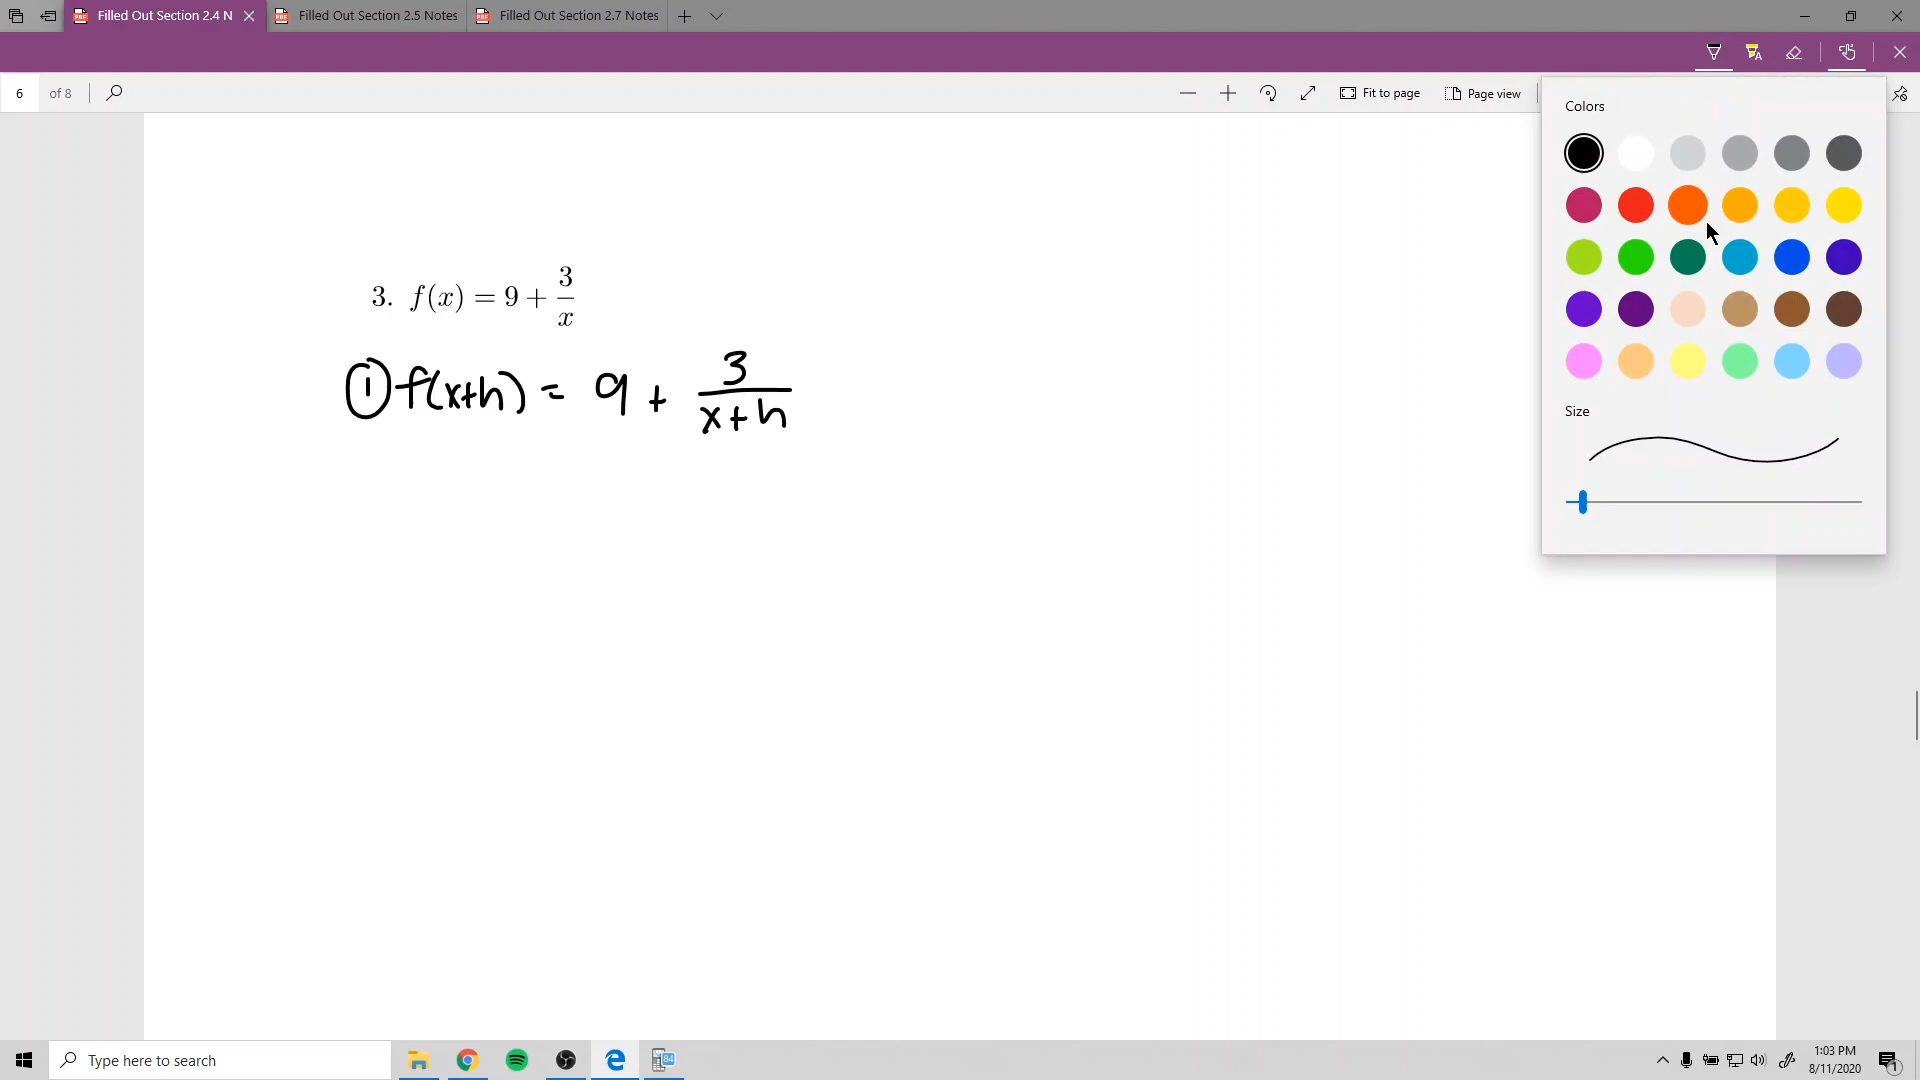 Filled Out Section 2.4 N
Filled Out Section 2.5 Notes
Filled Out Section 2.7 Notes
6 of 8
Fit to page
Page view
Colors
3. f(x) = 9 + 3/x
① f(x+h) = 9 + 3/(x+h)
Size
Type here to search
84
1:03 PM
8/11/2020
1